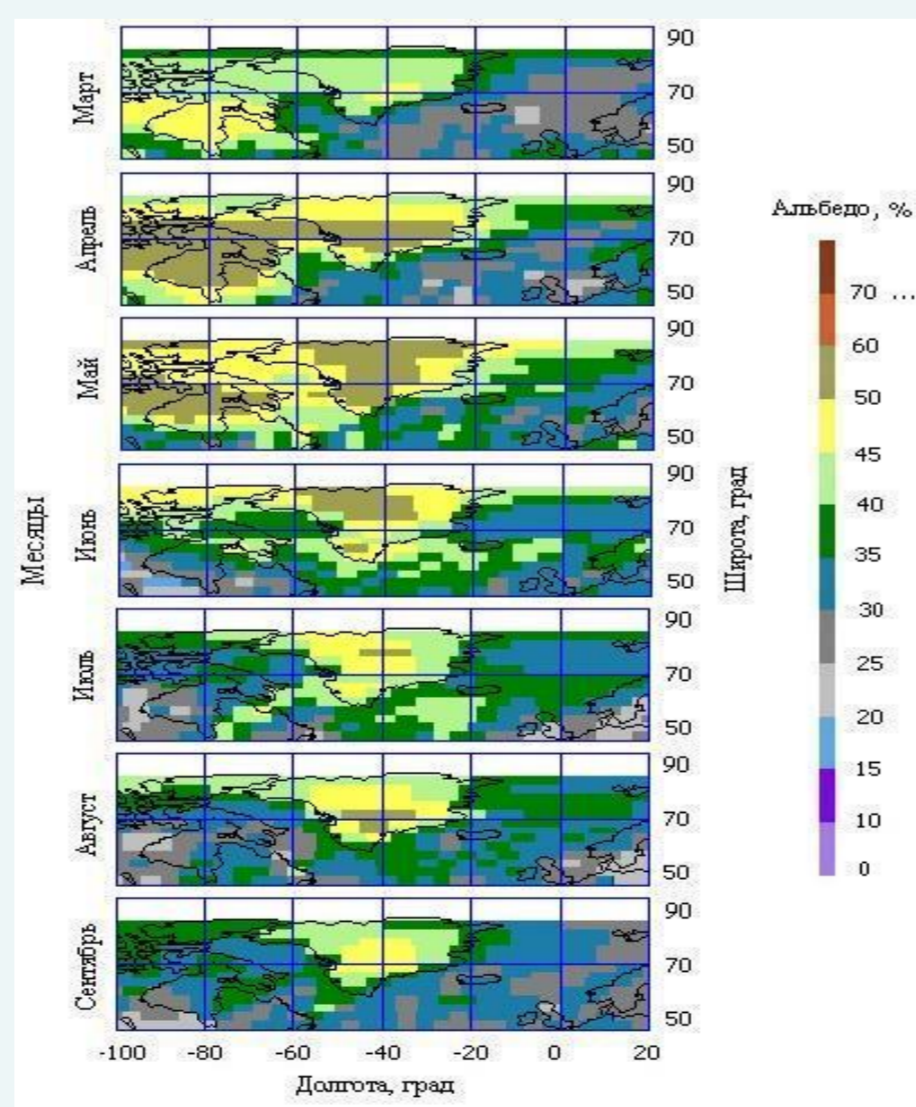 Март
90
70
50
Апрель
90
70
50
Май
90
70
50
Июнь
90
70
50
Июль
90
70
50
Август
90
70
50
Сентябрь
90
70
50
Месяцы
Широта, град
-100 -80 -60 -40 -20 0 20
Долгота, град
Альбедо, %
70 ...
60
50
45
40
35
30
25
20
15
10
0